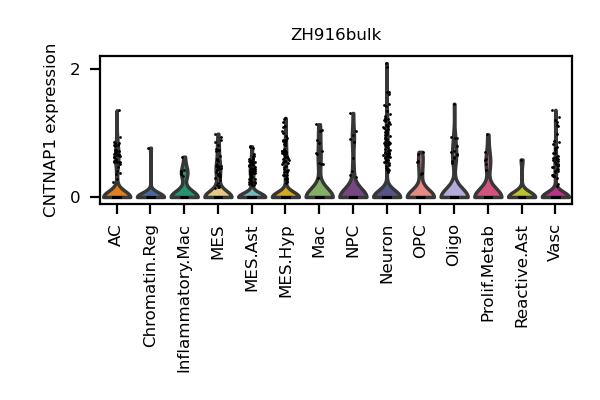 ZH916bulk
CNTNAP1 expression
2
0
AC
Chromatin.Reg
Inflammatory.Mac
MES
MES.Ast
MES.Hyp
Mac
NPC
Neuron
OPC
Oligo
Prolif.Metab
Reactive.Ast
Vasc